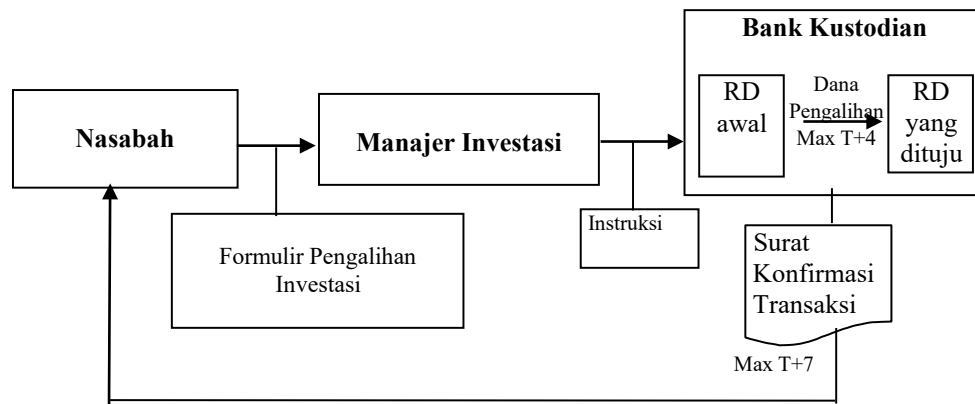 Bank Kustodian
Nasabah
Manajer Investasi
RD
awal
Dana
Pengalihan
Max T+4
RD
yang
dituju
Formulir Pengalihan
Investasi
Instruksi
Surat
Konfirmasi
Transaksi
Max T+7